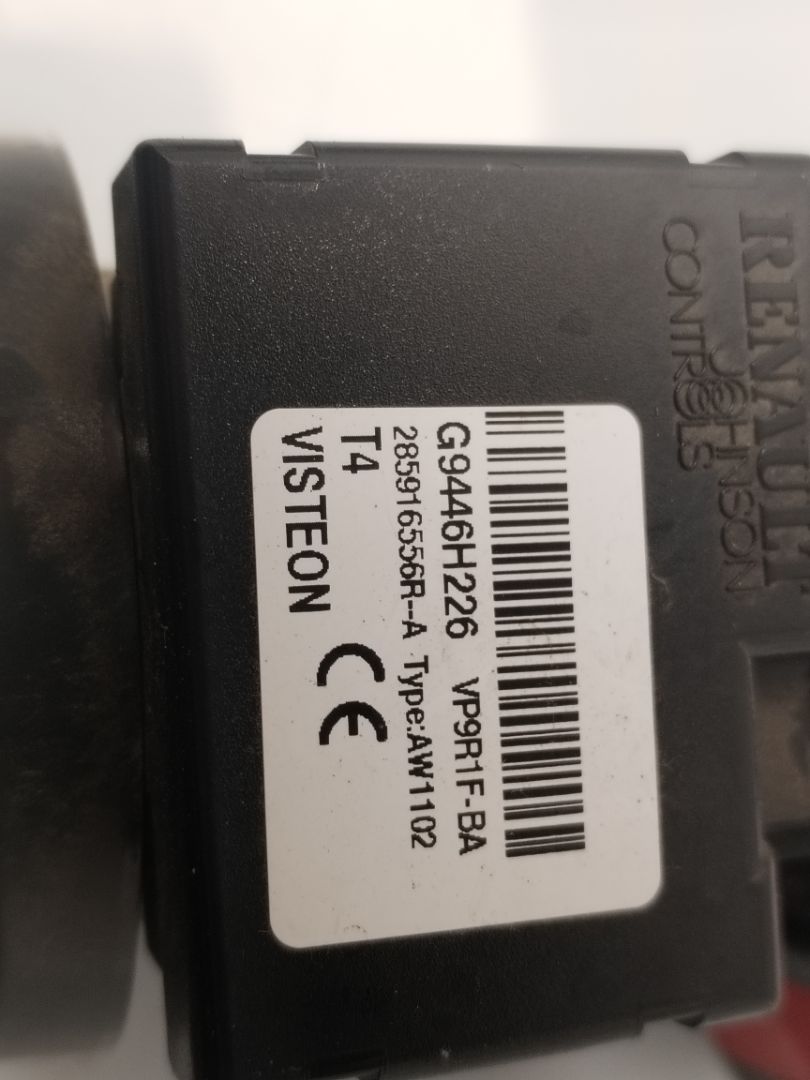 RENAULT
JOHNSON
CONTROLS
G9446H226 VP9R1F-BA
285916556R--A Type:AW1102
T4
VISTEON CE